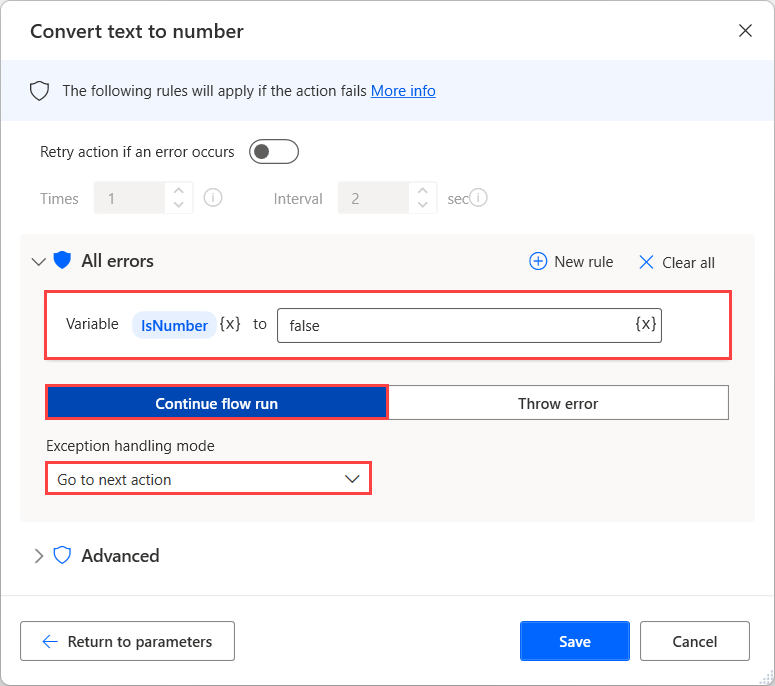 Convert text to number
The following rules will apply if the action fails More info
Retry action if an error occurs
Times 1 Interval 2 sec
All errors New rule Clear all
Variable IsNumber {x} to false {x}
Continue flow run Throw error
Exception handling mode
Go to next action
Advanced
Return to parameters Save Cancel